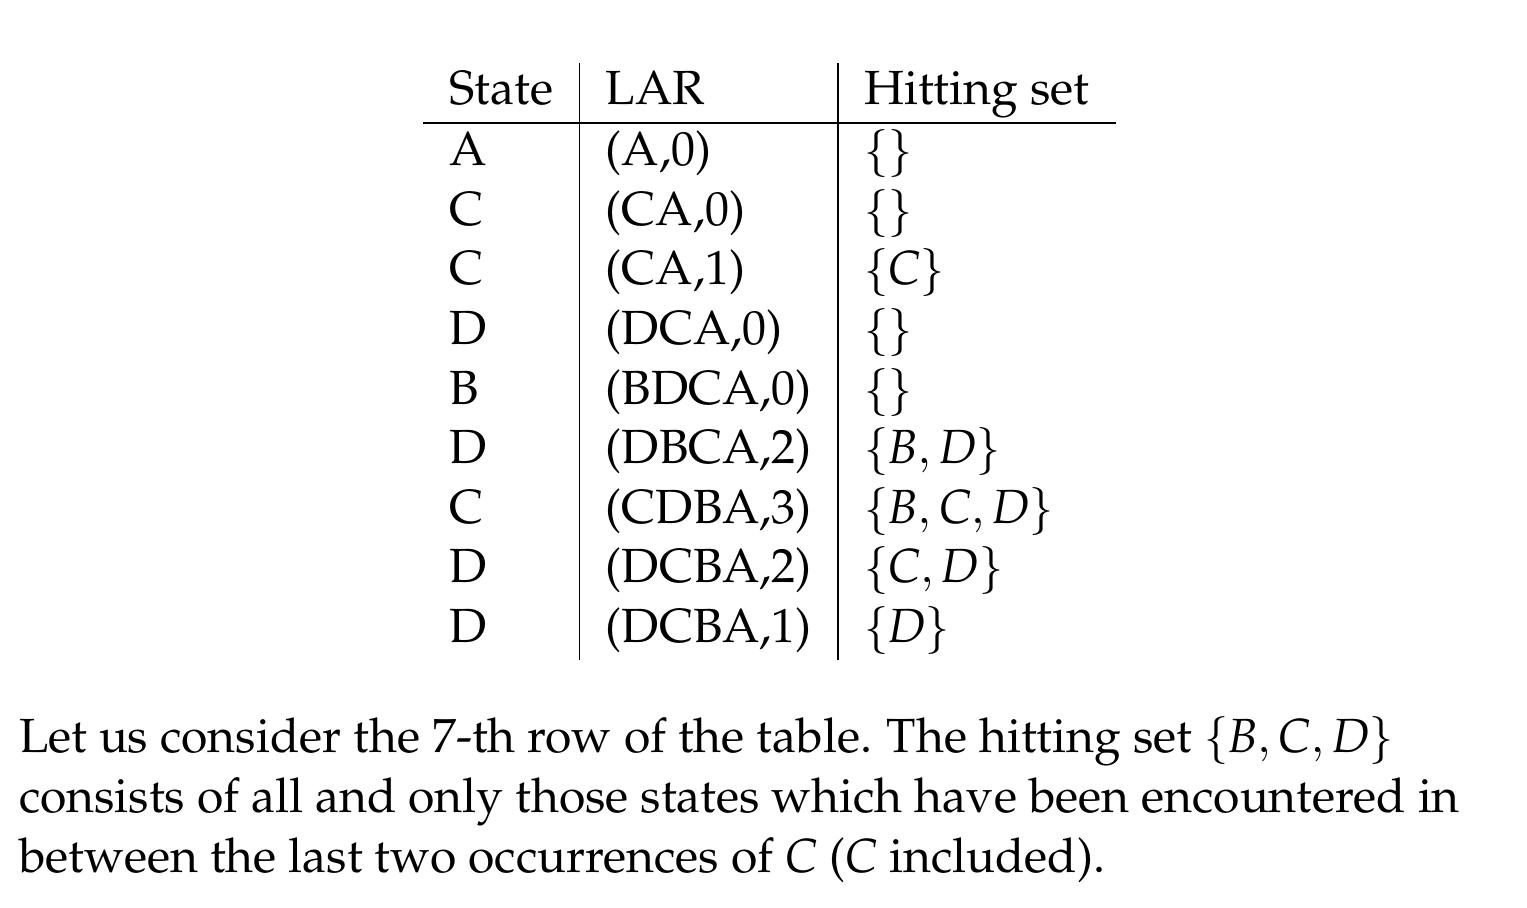 State LAR Hitting set
A (A,0) {}
C (CA,0) {}
C (CA,1) {C}
D (DCA,0) {}
B (BDCA,0) {}
D (DBCA,2) {B, D}
C (CDBA,3) {B, C, D}
D (DCBA,2) {C, D}
D (DCBA,1) {D}
Let us consider the 7-th row of the table. The hitting set {B, C, D}
consists of all and only those states which have been encountered in
between the last two occurrences of C (C included).